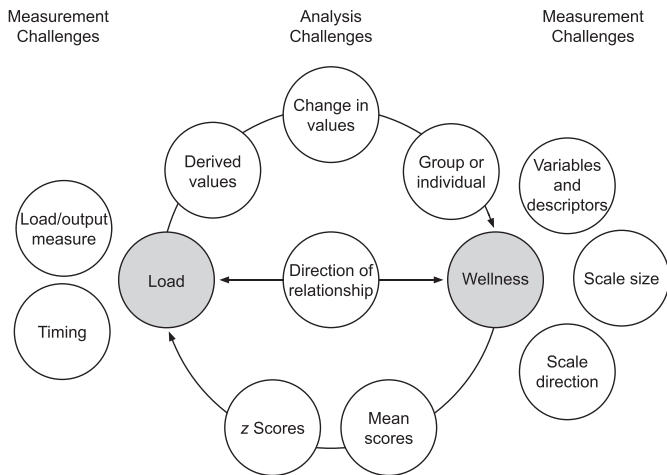 Measurement
Challenges
Analysis
Challenges
Measurement
Challenges
Change in
values
Derived
values
Group or
individual
Variables
and
descriptors
Load/output
measure
Load
Direction of
relationship
Wellness
Scale size
Timing
Scale
direction
z Scores
Mean
scores